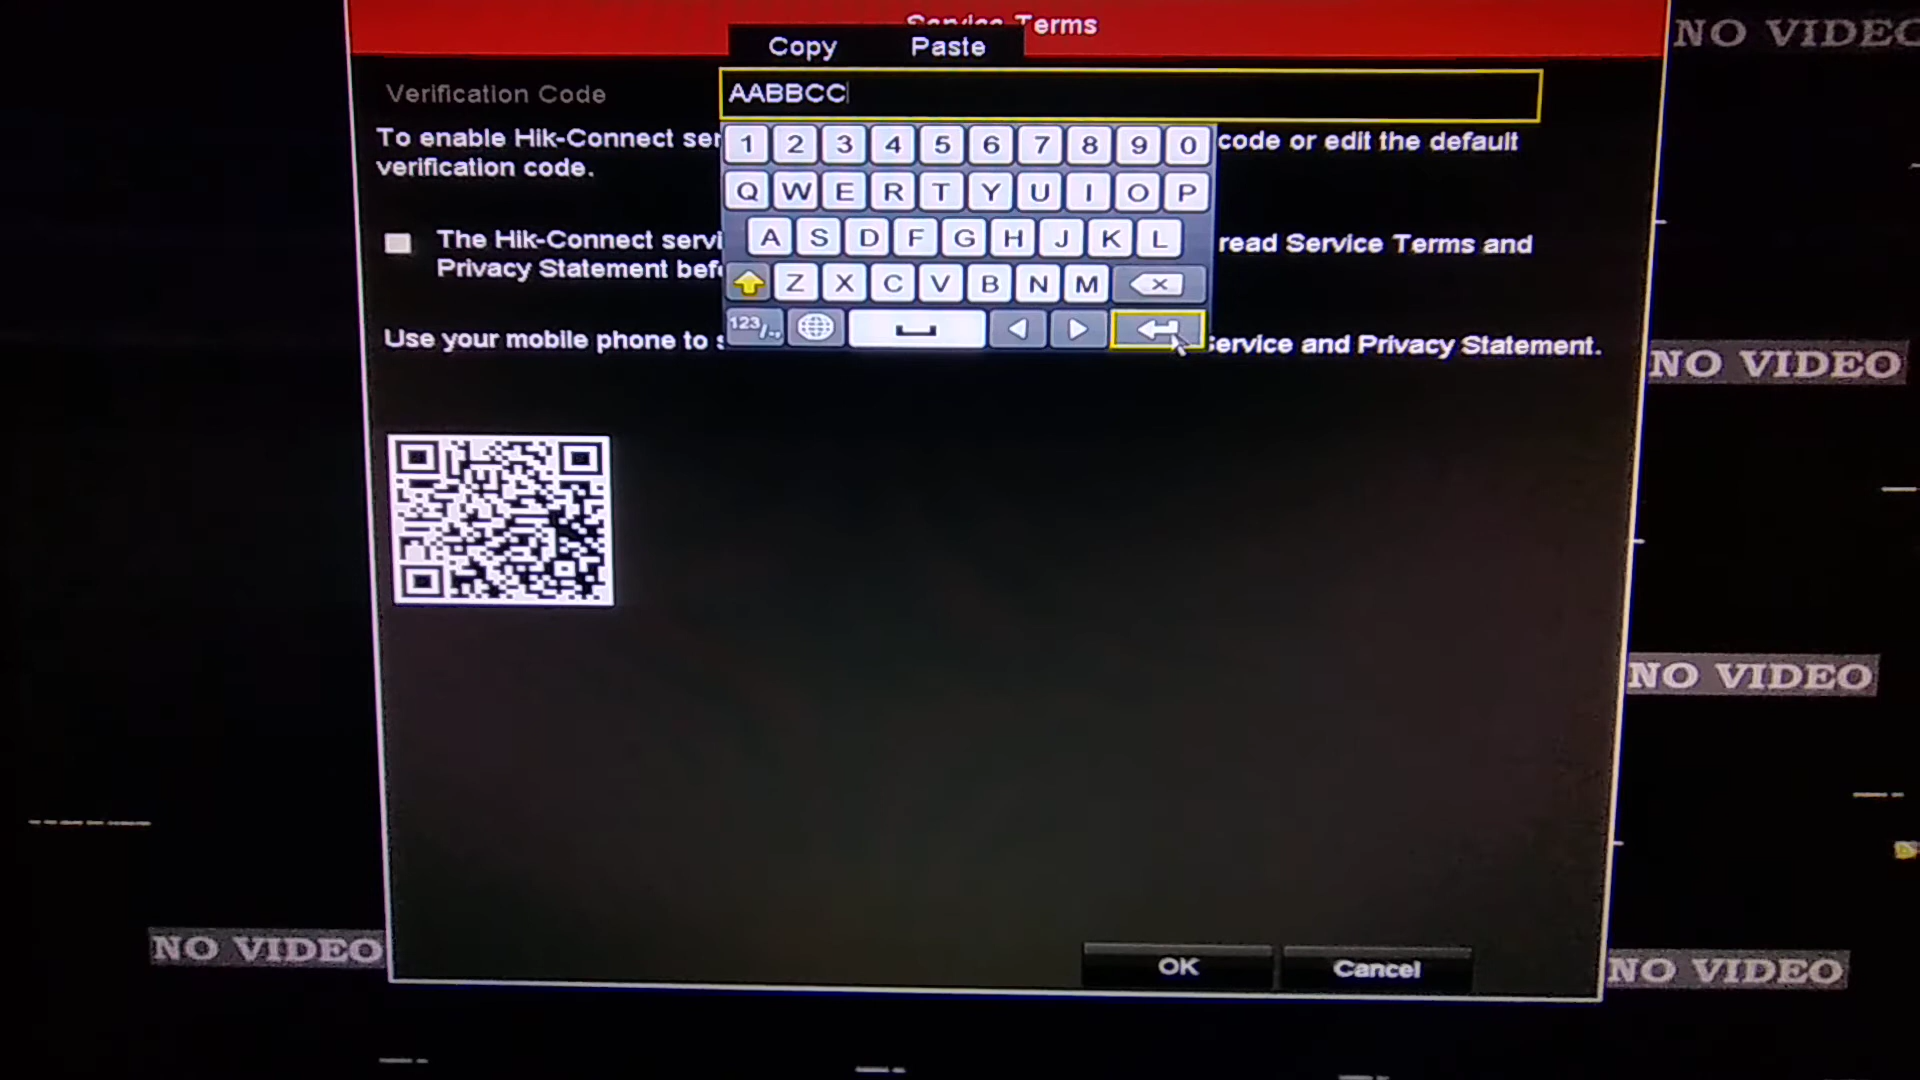 Service Terms
Copy Paste
Verification Code AABBCC
To enable Hik-Connect ser code or edit the default
verification code.
1 2 3 4 5 6 7 8 9 0
Q W E R T Y U I O P
A S D F G H J K L
Z X C V B N M
123/.,
The Hik-Connect servi read Service Terms and
Privacy Statement bef
Use your mobile phone to s Service and Privacy Statement.
OK Cancel
NO VIDEO
NO VIDEO
NO VIDEO
NO VIDEO
NO VIDEO